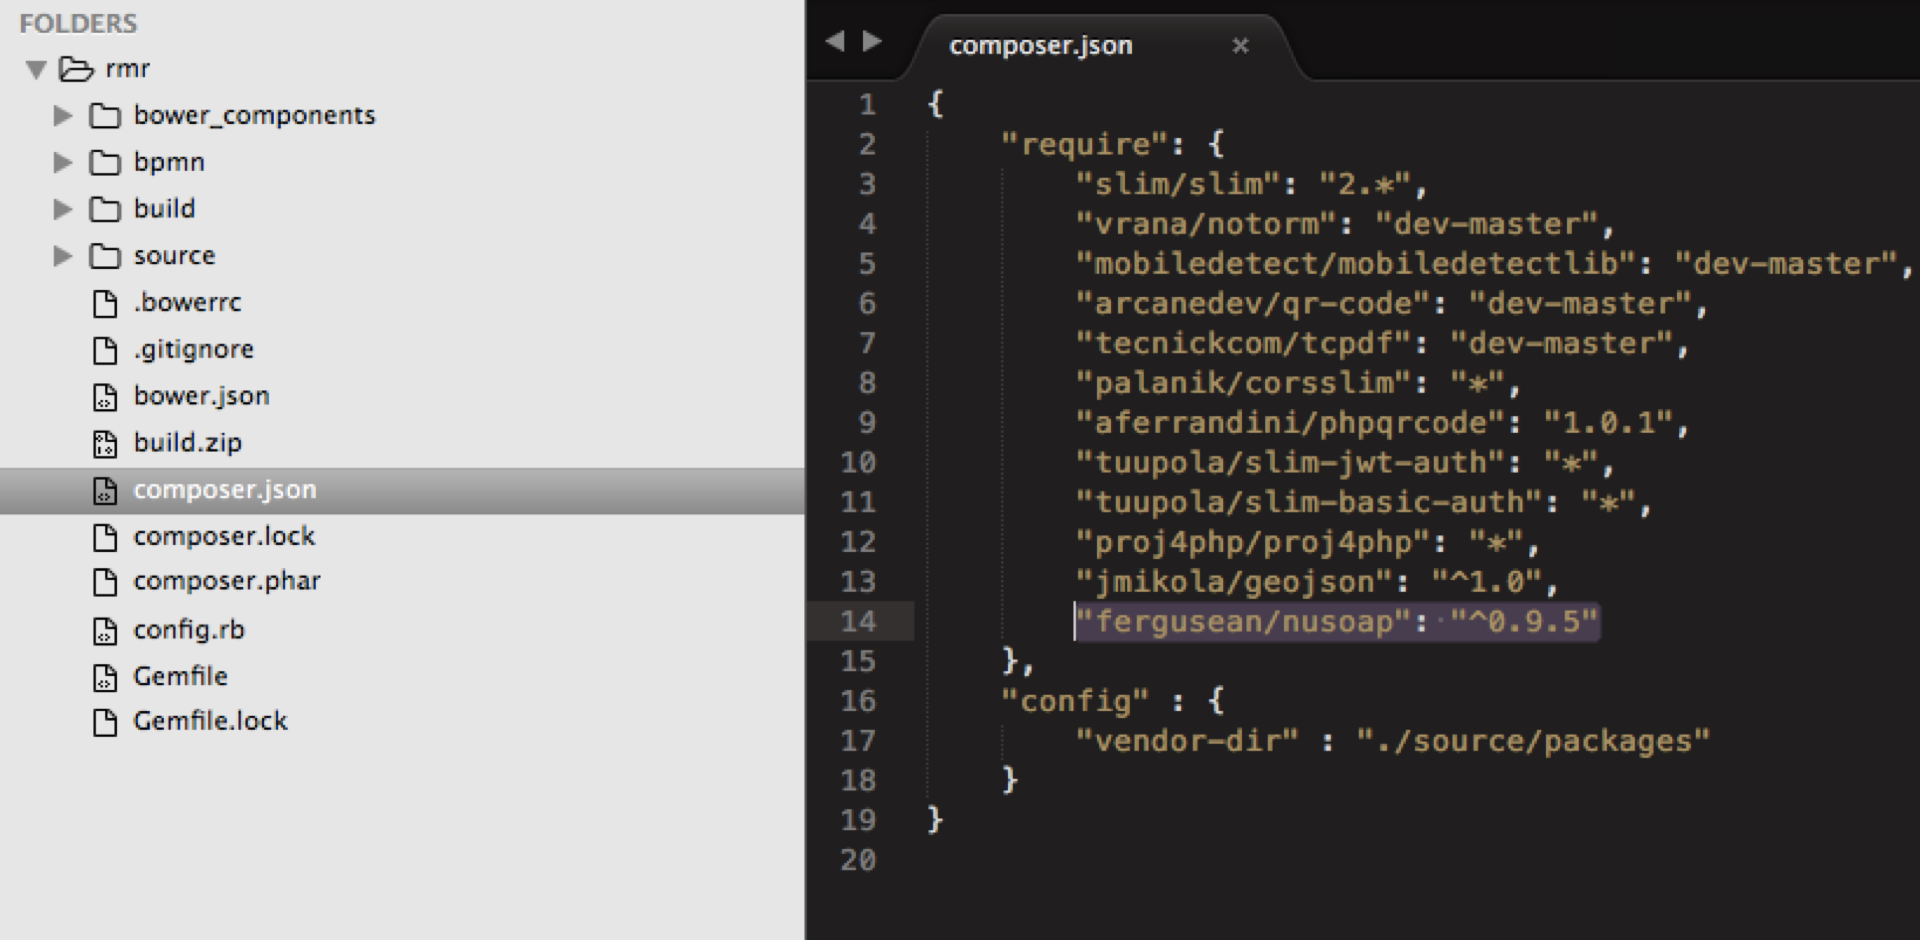 FOLDERS
rmr
bower_components
bpmn
build
source
.bowerrc
.gitignore
bower.json
build.zip
composer.json
composer.lock
composer.phar
config.rb
Gemfile
Gemfile.lock
composer.json ×
1 {
2 "require": {
3 "slim/slim": "2.*",
4 "vrana/notorm": "dev-master",
5 "mobiledetect/mobiledetectlib": "dev-master",
6 "arcanedev/qr-code": "dev-master",
7 "tecnickcom/tcpdf": "dev-master",
8 "palanik/corsslim": "*",
9 "aferrandini/phpqrcode": "1.0.1",
10 "tuupola/slim-jwt-auth": "*",
11 "tuupola/slim-basic-auth": "*",
12 "proj4php/proj4php": "*",
13 "jmikola/geojson": "^1.0",
14 "fergusean/nusoap": "^0.9.5"
15 },
16 "config" : {
17 "vendor-dir" : "./source/packages"
18 }
19 }
20